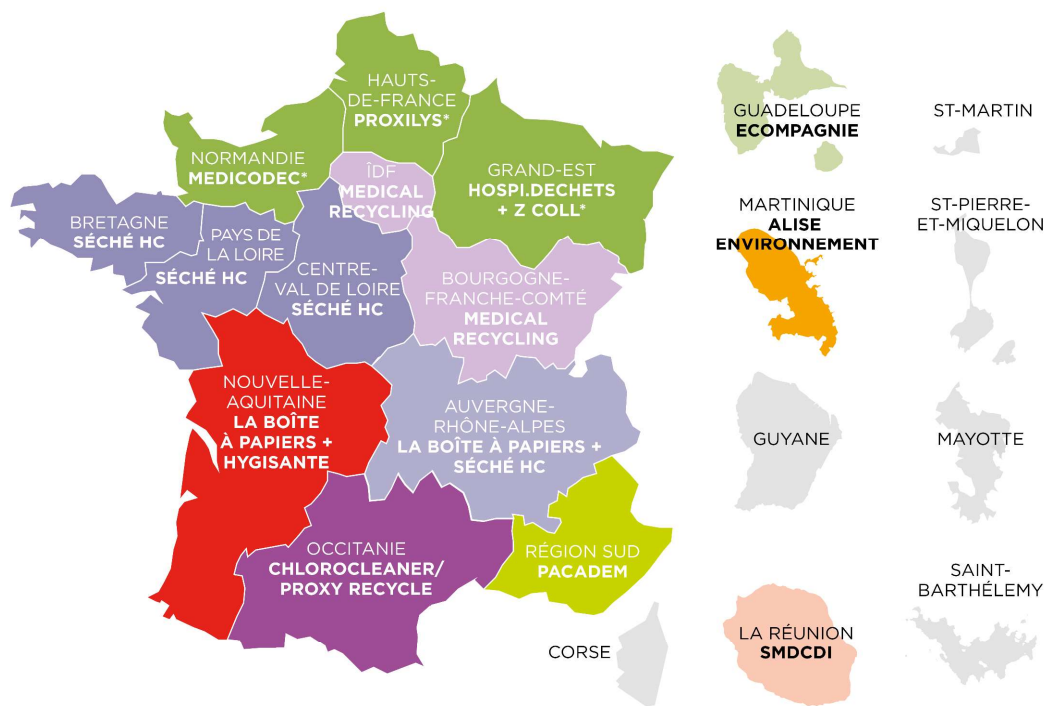 HAUTS-
DE-FRANCE
PROXILYS*
NORMANDIE
MEDICODEC*
ÎDF
MEDICAL
RECYCLING
GRAND-EST
HOSPI.DECHETS
+ Z COLL*
BRETAGNE
SÉCHÉ HC
PAYS DE
LA LOIRE
SÉCHÉ HC
CENTRE-
VAL DE LOIRE
SÉCHÉ HC
BOURGOGNE-
FRANCHE-COMTÉ
MEDICAL
RECYCLING
NOUVELLE-
AQUITAINE
LA BOÎTE
À PAPIERS +
HYGISANTE
AUVERGNE-
RHÔNE-ALPES
LA BOÎTE À PAPIERS +
SÉCHÉ HC
OCCITANIE
CHLOROCLEANER/
PROXY RECYCLE
RÉGION SUD
PACADEM
CORSE
GUADELOUPE
ECOMPAGNIE
ST-MARTIN
MARTINIQUE
ALISE
ENVIRONNEMENT
ST-PIERRE-
ET-MIQUELON
GUYANE
MAYOTTE
LA RÉUNION
SMDCDI
SAINT-
BARTHÉLEMY